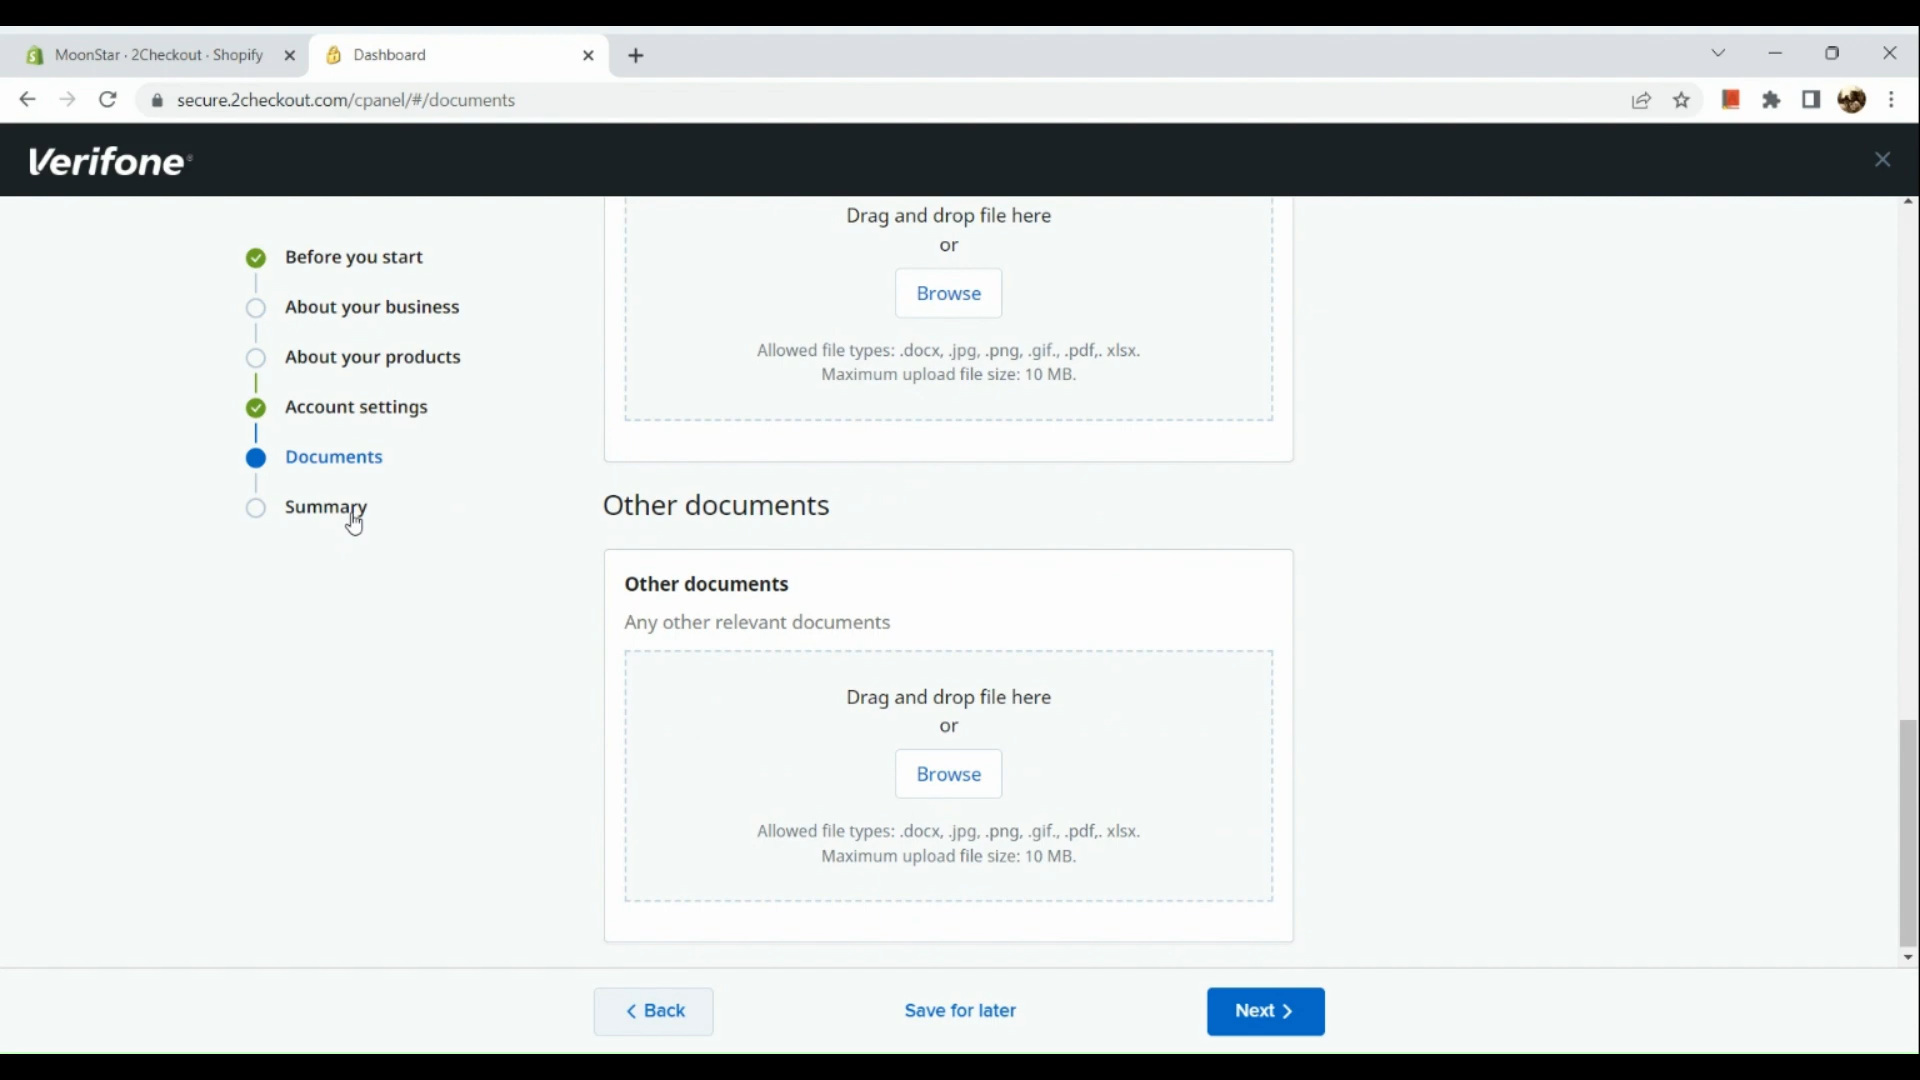 MoonStar · 2Checkout · Shopify
Dashboard
secure.2checkout.com/cpanel/#/documents
Verifone
Before you start
About your business
About your products
Account settings
Documents
Summary
Drag and drop file here
or
Browse
Allowed file types: .docx, .jpg, .png, .gif., .pdf,. xlsx.
Maximum upload file size: 10 MB.
Other documents
Other documents
Any other relevant documents
Drag and drop file here
or
Browse
Allowed file types: .docx, .jpg, .png, .gif., .pdf,. xlsx.
Maximum upload file size: 10 MB.
Back
Save for later
Next